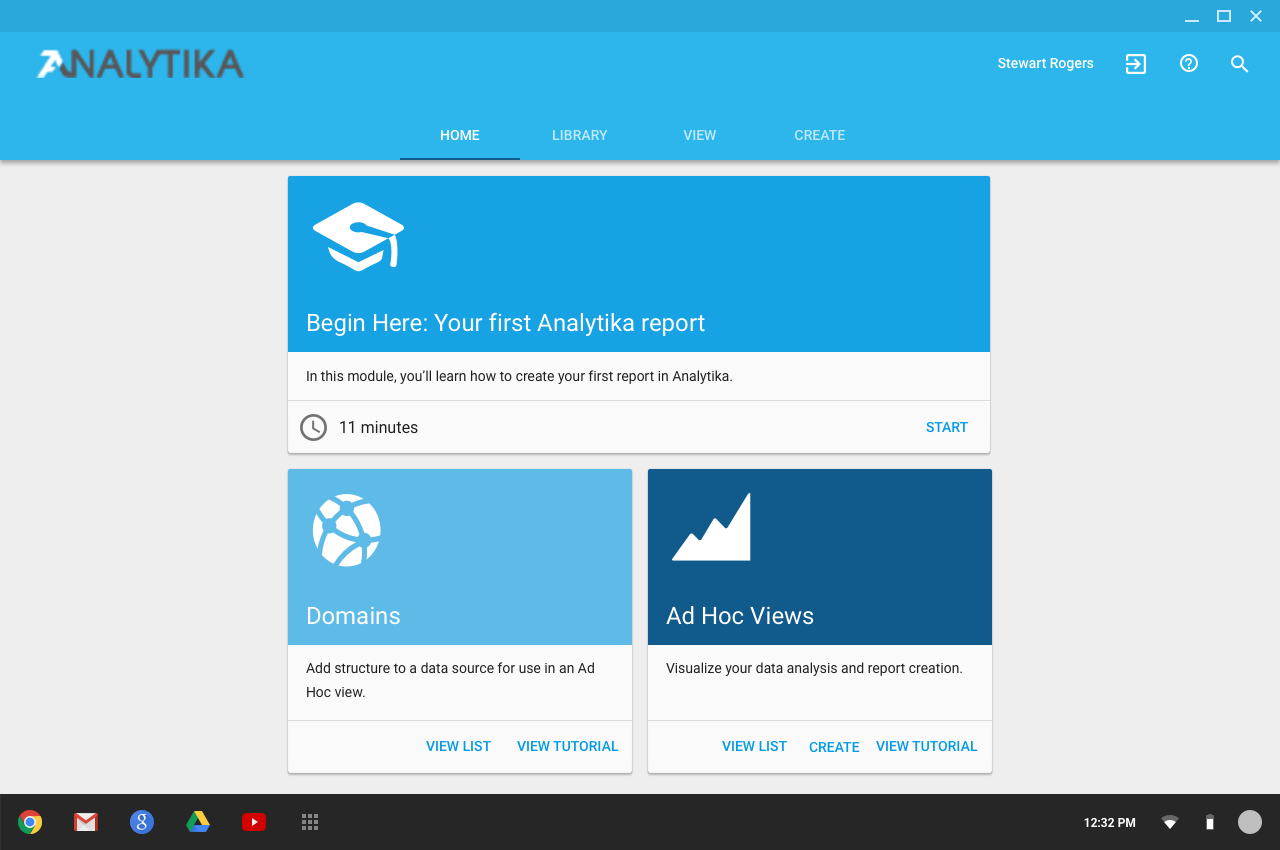 ANALYTIKA
Stewart Rogers
HOME LIBRARY VIEW CREATE
Begin Here: Your first Analytika report
In this module, you’ll learn how to create your first report in Analytika.
11 minutes START
Domains
Add structure to a data source for use in an Ad
Hoc view.
VIEW LIST VIEW TUTORIAL
Ad Hoc Views
Visualize your data analysis and report creation.
VIEW LIST CREATE VIEW TUTORIAL
12:32 PM